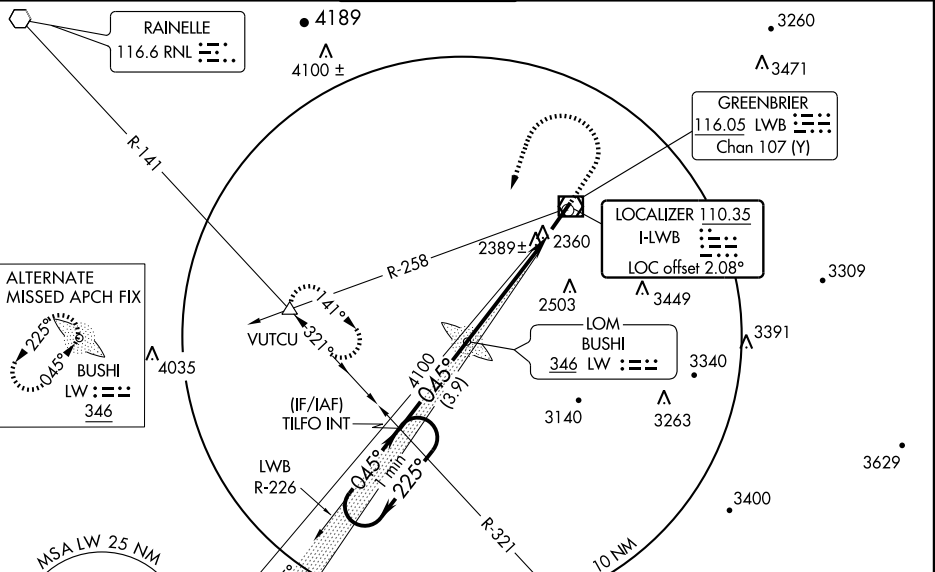 4189
RAINELLE
116.6 RNL
4100 ±
3260
3471
GREENBRIER
116.05 LWB
Chan 107 (Y)
R-141
LOCALIZER 110.35
I-LWB
LOC offset 2.08°
2389±
2360
R-258
2503
3449
3309
ALTERNATE
MISSED APCH FIX
225°
045°
BUSHI
LW
346
4035
VUTCU
141°
321°
LOM
BUSHI
346 LW
3391
3340
3263
3140
4100
045°
(3.9)
(IF/IAF)
TILFO INT
LWB
R-226
045°
1 min
225°
3629
3400
R-321
10 NM
MSA LW 25 NM